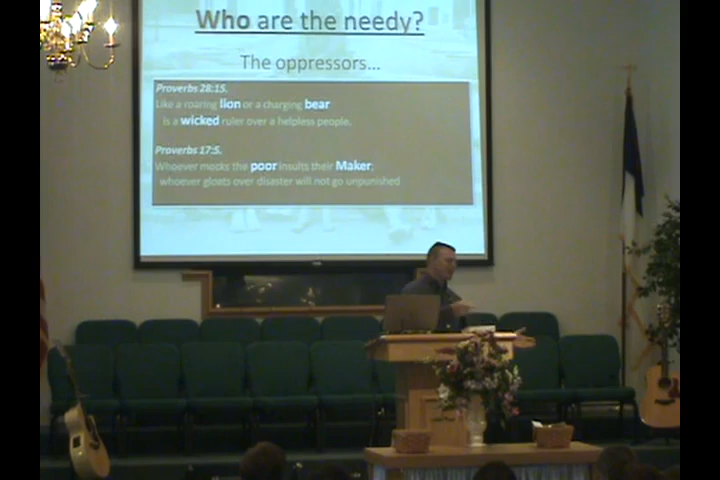 Who are the needy?
The oppressors...
Proverbs 28:15.
Like a roaring lion or a charging bear
Is a wicked ruler over a helpless people.
Proverbs 17:5.
Whoever mocks the poor insults their Maker;
whoever gloats over disaster will not go unpunished